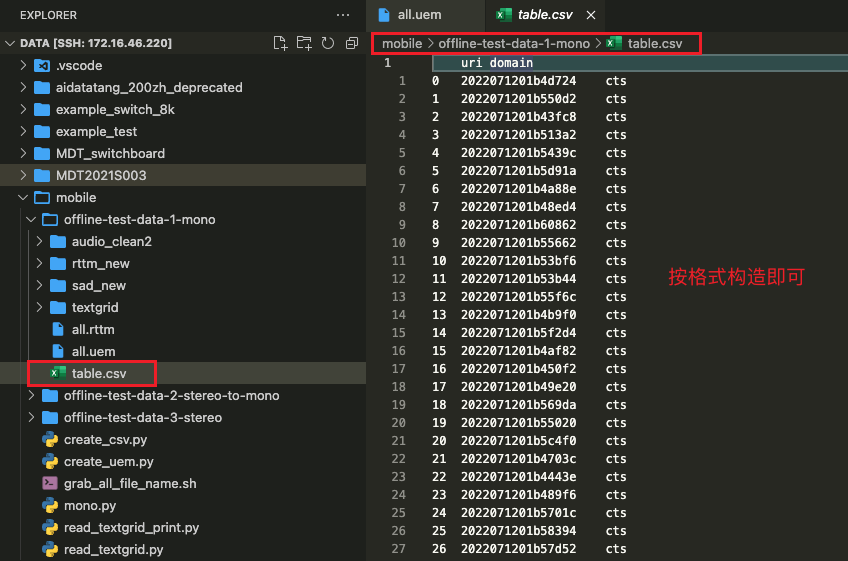 EXPLORER
DATA [SSH: 172.16.46.220]
.vscode
aidatatang_200zh_deprecated
example_switch_8k
example_test
MDT_switchboard
MDT2021S003
mobile
offline-test-data-1-mono
audio_clean2
rttm_new
sad_new
textgrid
all.rttm
all.uem
table.csv
offline-test-data-2-stereo-to-mono
offline-test-data-3-stereo
create_csv.py
create_uem.py
grab_all_file_name.sh
mono.py
read_textgrid_print.py
read_textgrid.py
all.uem table.csv
mobile > offline-test-data-1-mono > table.csv
1 uri domain
1 0 2022071201b4d724 cts
2 1 2022071201b550d2 cts
3 2 2022071201b43fc8 cts
4 3 2022071201b513a2 cts
5 4 2022071201b5439c cts
6 5 2022071201b5d91a cts
7 6 2022071201b4a88e cts
8 7 2022071201b48ed4 cts
9 8 2022071201b60862 cts
10 9 2022071201b55662 cts
11 10 2022071201b53bf6 cts
12 11 2022071201b53b44 cts
13 12 2022071201b55f6c cts
14 13 2022071201b4b9f0 cts
15 14 2022071201b5f2d4 cts
16 15 2022071201b4af82 cts
17 16 2022071201b450f2 cts
18 17 2022071201b49e20 cts
19 18 2022071201b569da cts
20 19 2022071201b55020 cts
21 20 2022071201b5c4f0 cts
22 21 2022071201b4703c cts
23 22 2022071201b4443e cts
24 23 2022071201b489f6 cts
25 24 2022071201b5701c cts
26 25 2022071201b58394 cts
27 26 2022071201b57d52 cts
按格式构造即可